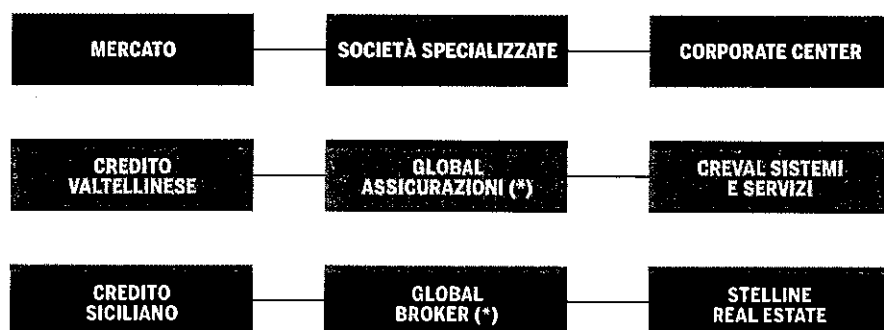 MERCATO
SOCIETÀ SPECIALIZZATE
CORPORATE CENTER
CREDITO
VALTELLINESE
GLOBAL
ASSICURAZIONI (*)
CREVAL SISTEMI
E SERVIZI
CREDITO
SICILIANO
GLOBAL
BROKER (*)
STELLINE
REAL ESTATE